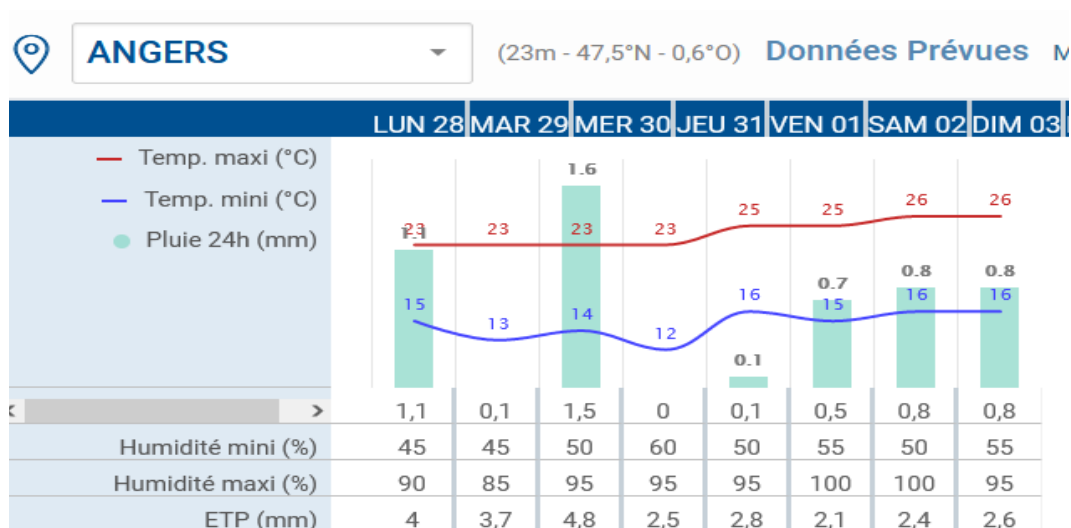 ANGERS (23m - 47,5°N - 0,6°O) Données Prévues M
LUN 28 MAR 29 MER 30 JEU 31 VEN 01 SAM 02 DIM 03
Temp. maxi (°C)
Temp. mini (°C)
Pluie 24h (mm)
1.1 1.6 0.1 0.7 0.8 0.8
23 23 23 23 25 25 26 26
15 13 14 12 16 15 16 16
1,1 0,1 1,5 0 0,1 0,5 0,8 0,8
Humidité mini (%) 45 45 50 60 50 55 50 55
Humidité maxi (%) 90 85 95 95 95 100 100 95
ETP (mm) 4 3,7 4,8 2,5 2,8 2,1 2,4 2,6